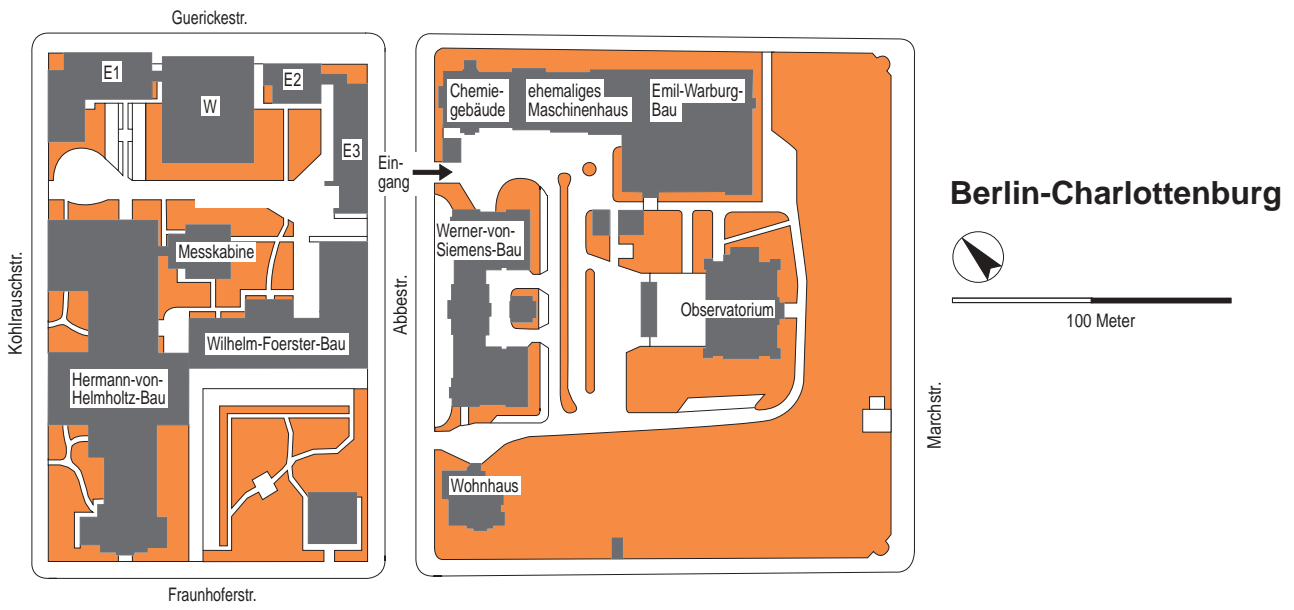 Guerickestr.
E1
E2
W
E3
Chemie-
gebäude
ehemaliges
Maschinenhaus
Emil-Warburg-
Bau
Ein-
gang
Berlin-Charlottenburg
Werner-von-
Siemens-Bau
Messkabine
Kohlrauschstr.
Abbestr.
Observatorium
100 Meter
Wilhelm-Foerster-Bau
Hermann-von-
Helmholtz-Bau
Marchstr.
Wohnhaus
Fraunhoferstr.